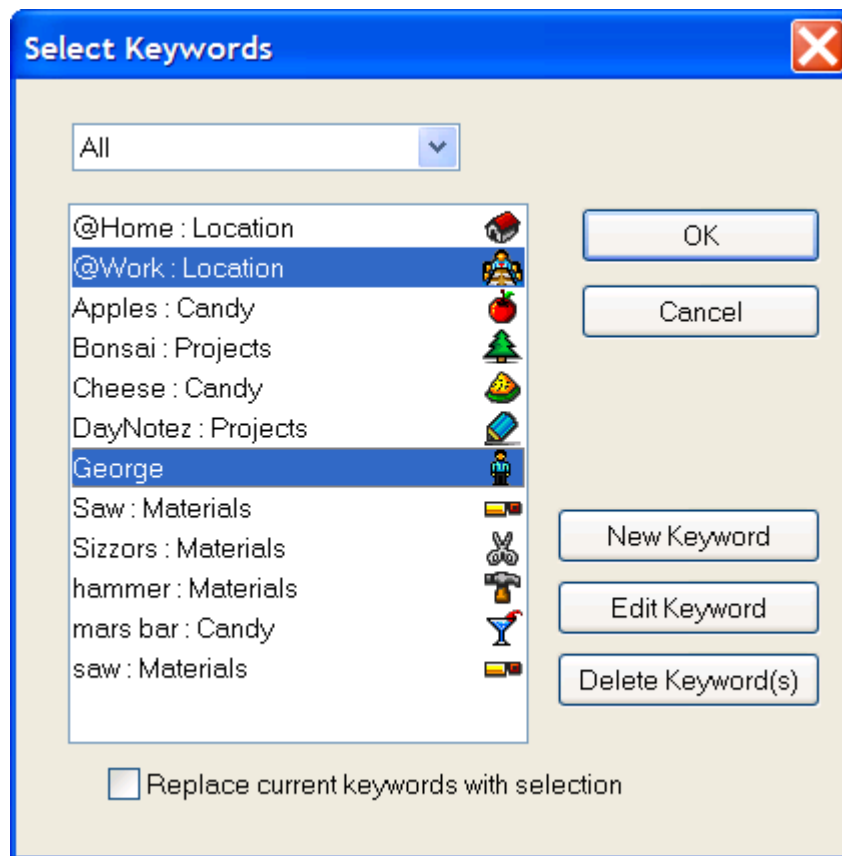 Select Keywords
All
@Home : Location
@Work : Location
Apples : Candy
Bonsai : Projects
Cheese : Candy
DayNotez : Projects
George
Saw : Materials
Sizzors : Materials
hammer : Materials
mars bar : Candy
saw : Materials
OK
Cancel
New Keyword
Edit Keyword
Delete Keyword(s)
Replace current keywords with selection